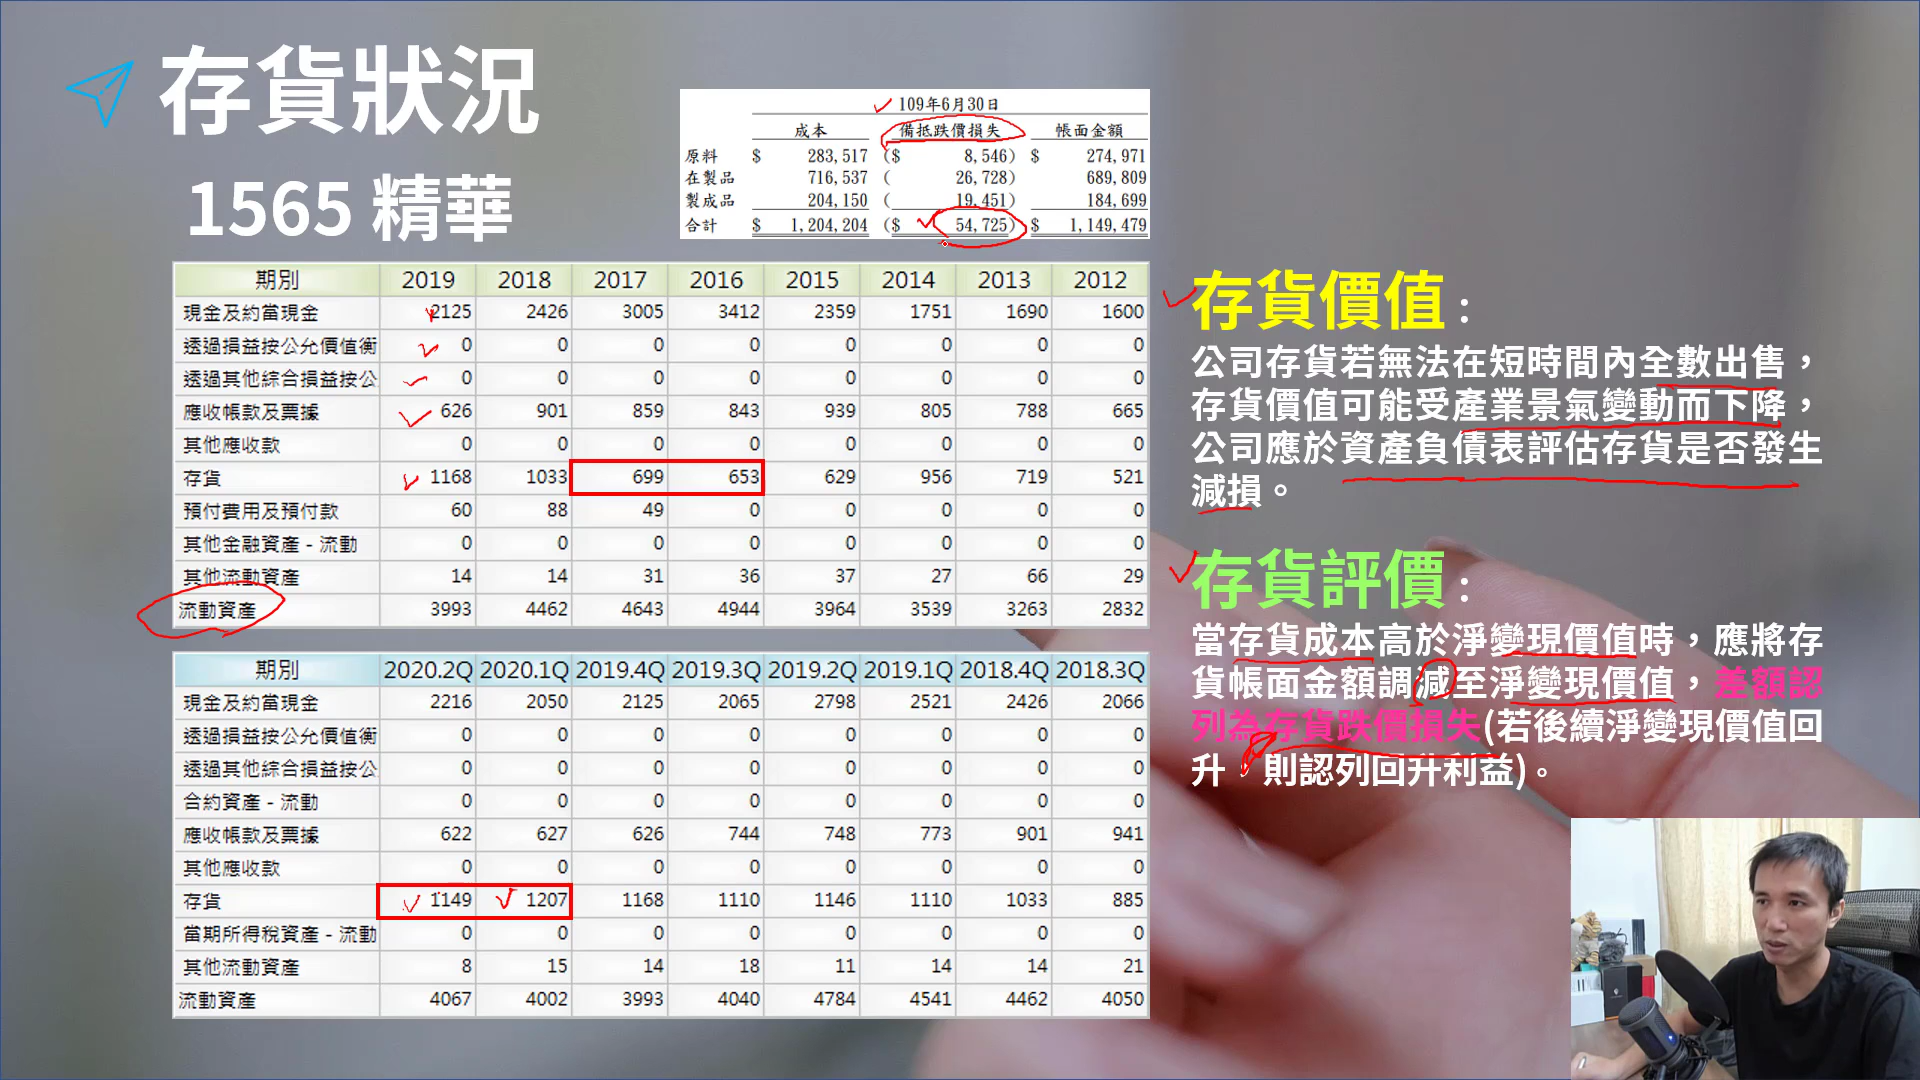 存貨狀況
1565 精華
109年6月30日
成本 備抵跌價損失 帳面金額
原料 $ 283,517 ($ 8,546) $ 274,971
在製品 716,537 ( 26,728) 689,809
製成品 204,150 ( 19,451) 184,699
合計 $ 1,204,204 ($ 54,725) $ 1,149,479
期別 2019 2018 2017 2016 2015 2014 2013 2012
現金及約當現金 2125 2426 3005 3412 2359 1751 1690 1600
透過損益按公允價值衡 0 0 0 0 0 0 0 0
透過其他綜合損益按公 0 0 0 0 0 0 0 0
應收帳款及票據 626 901 859 843 939 805 788 665
其他應收款 0 0 0 0 0 0 0 0
存貨 1168 1033 699 653 629 956 719 521
預付費用及預付款 60 88 49 0 0 0 0 0
其他金融資產－流動 0 0 0 0 0 0 0 0
其他流動資產 14 14 31 36 37 27 66 29
流動資產 3993 4462 4643 4944 3964 3539 3263 2832
期別 2020.2Q 2020.1Q 2019.4Q 2019.3Q 2019.2Q 2019.1Q 2018.4Q 2018.3Q
現金及約當現金 2216 2050 2125 2065 2798 2521 2426 2066
透過損益按公允價值衡 0 0 0 0 0 0 0 0
透過其他綜合損益按公 0 0 0 0 0 0 0 0
合約資產－流動 0 0 0 0 0 0 0 0
應收帳款及票據 622 627 626 744 748 773 901 941
其他應收款 0 0 0 0 0 0 0 0
存貨 1149 1207 1168 1110 1146 1110 1033 885
當期所得稅資產－流動 0 0 0 0 0 0 0 0
其他流動資產 8 15 14 18 11 14 14 21
流動資產 4067 4002 3993 4040 4784 4541 4462 4050
存貨價值：
公司存貨若無法在短時間內全數出售，
存貨價值可能受產業景氣變動而下降，
公司應於資產負債表評估存貨是否發生
減損。
存貨評價：
當存貨成本高於淨變現價值時，應將存
貨帳面金額調減至淨變現價值，差額認
列為存貨跌價損失(若後續淨變現價值回
升，則認列回升利益)。